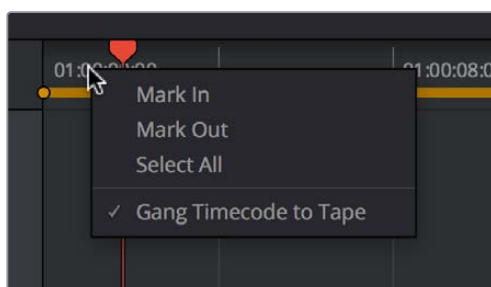 01:00:08:0
Mark In
Mark Out
Select All
✓ Gang Timecode to Tape